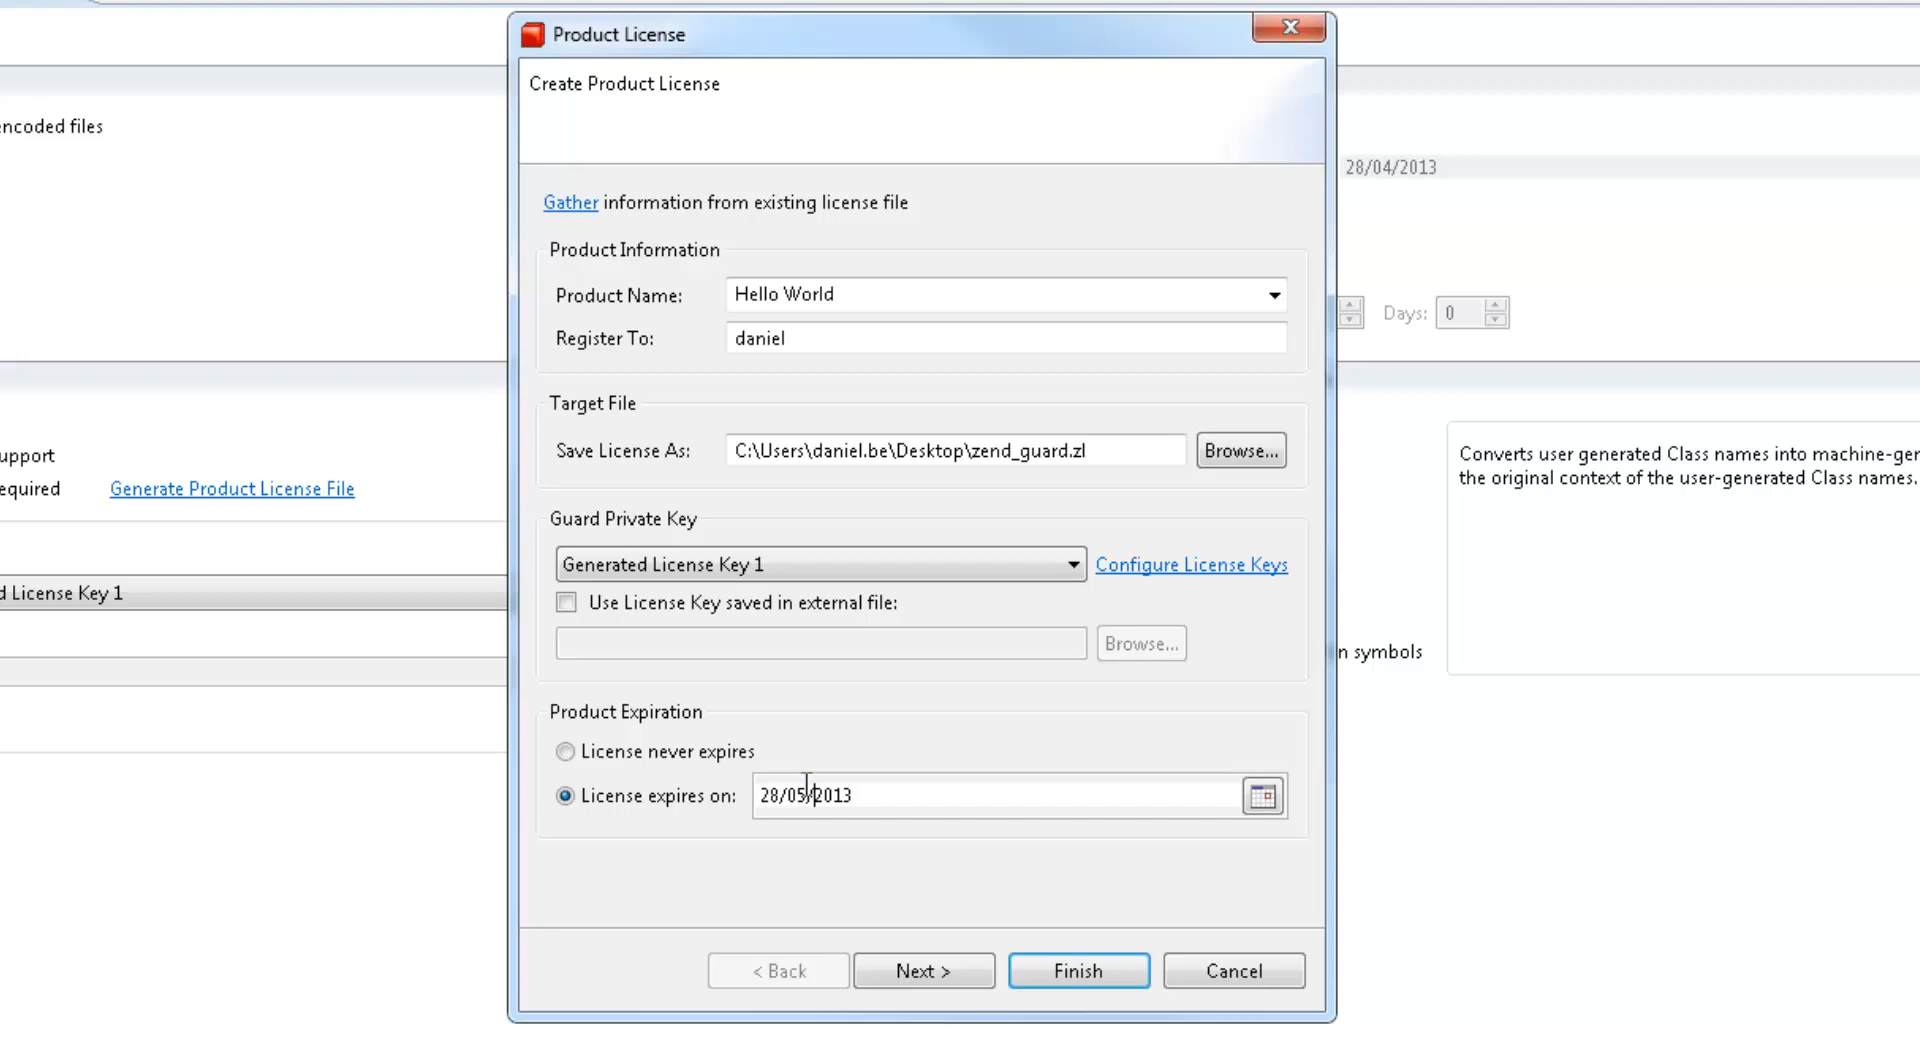 Product License
Create Product License
encoded files
28/04/2013
Gather information from existing license file
Product Information
Product Name: Hello World
Register To: daniel
Days: 0
Target File
Save License As: C:\Users\daniel.be\Desktop\zend_guard.zl Browse...
upport
equired Generate Product License File
Converts user generated Class names into machine-ger
the original context of the user-generated Class names.
Guard Private Key
Generated License Key 1 Configure License Keys
d License Key 1
Use License Key saved in external file:
Browse...
n symbols
Product Expiration
License never expires
License expires on: 28/05/2013
< Back Next > Finish Cancel